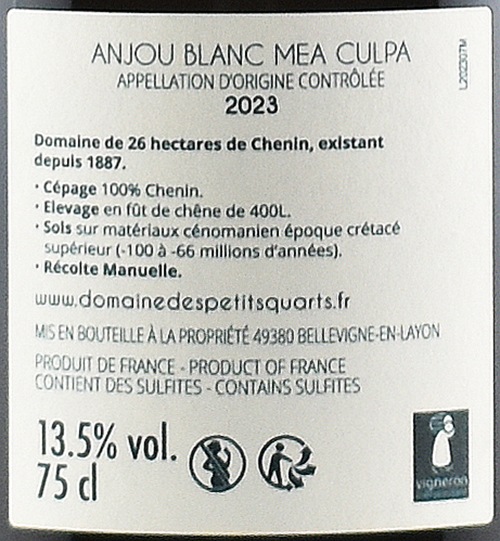 ANJOU BLANC MEA CULPA
APPELLATION D'ORIGINE CONTRÔLÉE
2023
L202307M
Domaine de 26 hectares de Chenin, existant
depuis 1887.
· Cépage 100% Chenin.
· Elevage en fût de chêne de 400L.
· Sols sur matériaux cénomanien époque crétacé
supérieur (-100 à -66 millions d'années).
· Récolte Manuelle.
www.domainedespetitsquarts.fr
MIS EN BOUTEILLE À LA PROPRIÉTÉ 49380 BELLEVIGNE-EN-LAYON
PRODUIT DE FRANCE - PRODUCT OF FRANCE
CONTIENT DES SULFITES - CONTAINS SULFITES
13.5% vol.
75 cl
vigneron